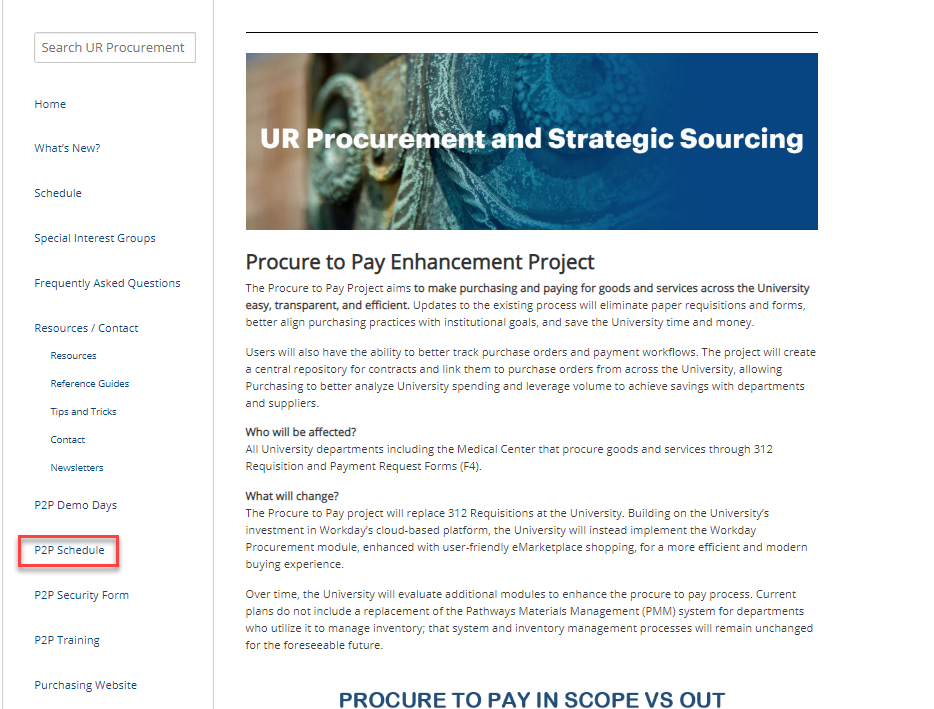 Search UR Procurement
Home
What's New?
Schedule
Special Interest Groups
Frequently Asked Questions
Resources / Contact
Resources
Reference Guides
Tips and Tricks
Contact
Newsletters
P2P Demo Days
P2P Schedule
P2P Security Form
P2P Training
Purchasing Website
UR Procurement and Strategic Sourcing
Procure to Pay Enhancement Project
The Procure to Pay Project aims to make purchasing and paying for goods and services across the University
easy, transparent, and efficient. Updates to the existing process will eliminate paper requisitions and forms,
better align purchasing practices with institutional goals, and save the University time and money.
Users will also have the ability to better track purchase orders and payment workflows. The project will create
a central repository for contracts and link them to purchase orders from across the University, allowing
Purchasing to better analyze University spending and leverage volume to achieve savings with departments
and suppliers.
Who will be affected?
All University departments including the Medical Center that procure goods and services through 312
Requisition and Payment Request Forms (F4).
What will change?
The Procure to Pay project will replace 312 Requisitions at the University. Building on the University's
investment in Workday's cloud-based platform, the University will instead implement the Workday
Procurement module, enhanced with user-friendly eMarketplace shopping, for a more efficient and modern
buying experience.
Over time, the University will evaluate additional modules to enhance the procure to pay process. Current
plans do not include a replacement of the Pathways Materials Management (PMM) system for departments
who utilize it to manage inventory; that system and inventory management processes will remain unchanged
for the foreseeable future.
PROCURE TO PAY IN SCOPE VS OUT